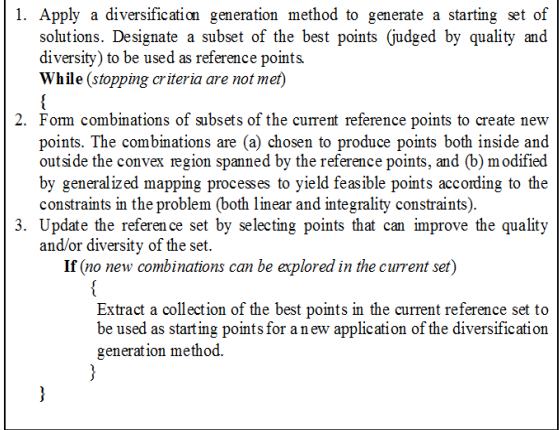 1. Apply a diversification generation method to generate a starting set of
solutions. Designate a subset of the best points (judged by quality and
diversity) to be used as reference points.
While (stopping criteria are not met)
{
2. Form combinations of subsets of the current reference points to create new
points. The combinations are (a) chosen to produce points both inside and
outside the convex region spanned by the reference points, and (b) modified
by generalized mapping processes to yield feasible points according to the
constraints in the problem (both linear and integrality constraints).
3. Update the reference set by selecting points that can improve the quality
and/or diversity of the set.
If (no new combinations can be explored in the current set)
{
Extract a collection of the best points in the current reference set to
be used as starting points for a new application of the diversification
generation method.
}
}